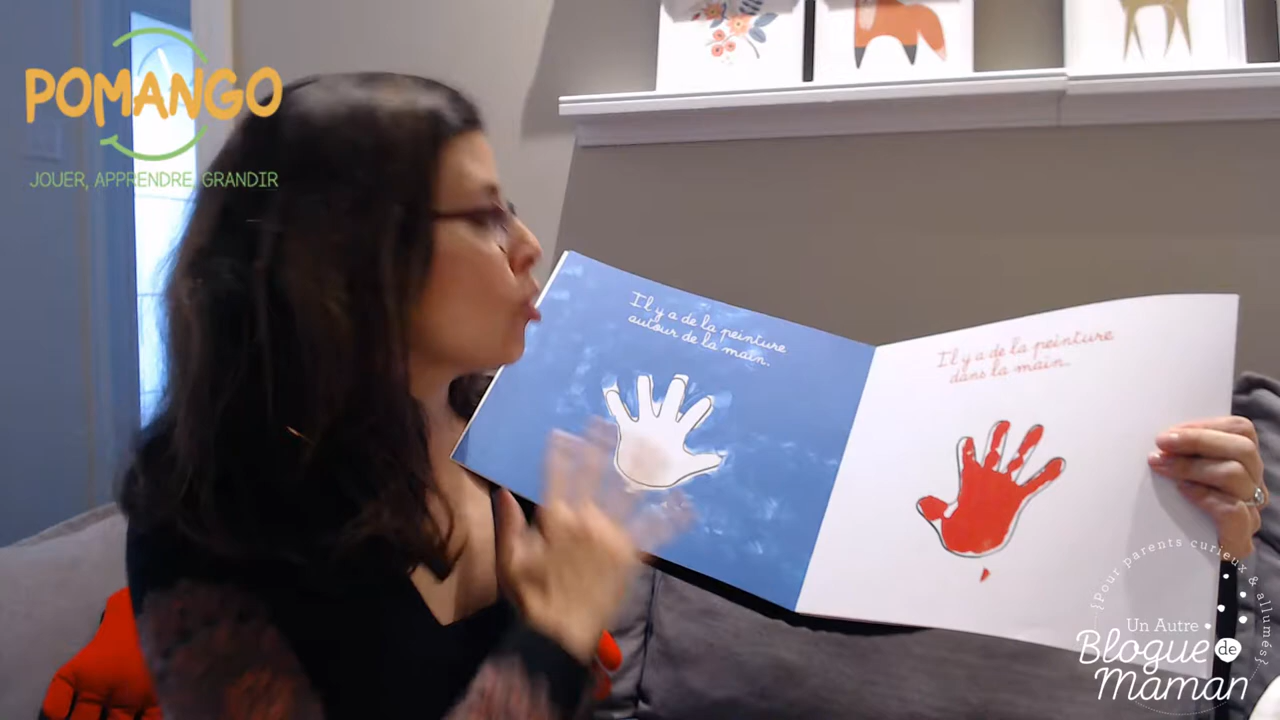 POMANGO
JOUER, APPRENDRE, GRANDIR
Il y a de la peinture
autour de la main.
Il y a de la peinture
dans la main.
{Pour parents curieux & allumés}
Un Autre
Blogue de
Maman